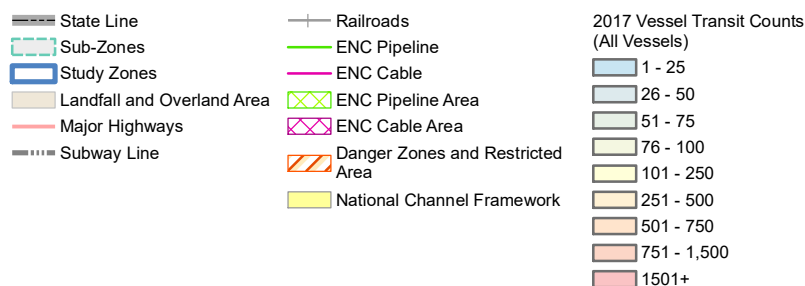 State Line
Sub-Zones
Study Zones
Landfall and Overland Area
Major Highways
Subway Line
Railroads
ENC Pipeline
ENC Cable
ENC Pipeline Area
ENC Cable Area
Danger Zones and Restricted
Area
National Channel Framework
2017 Vessel Transit Counts
(All Vessels)
1 - 25
26 - 50
51 - 75
76 - 100
101 - 250
251 - 500
501 - 750
751 - 1,500
1501+